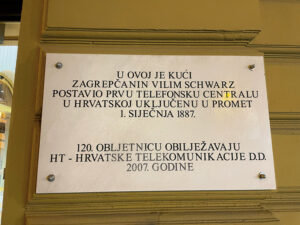 U OVOJ JE KUĆI
ZAGREPČANIN VILIM SCHWARZ
POSTAVIO PRVU TELEFONSKU CENTRALU
U HRVATSKOJ UKLJUČENU U PROMET
1. SIJEČNJA 1887.
120. OBLJETNICU OBILJEŽAVAJU
HT - HRVATSKE TELEKOMUNIKACIJE D.D.
2007. GODINE